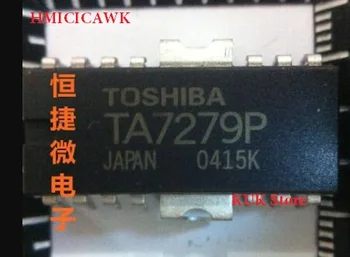 HMICICAWK
TOSHIBA
TA7279P
JAPAN 0415K
恒捷微电子
KUK Store